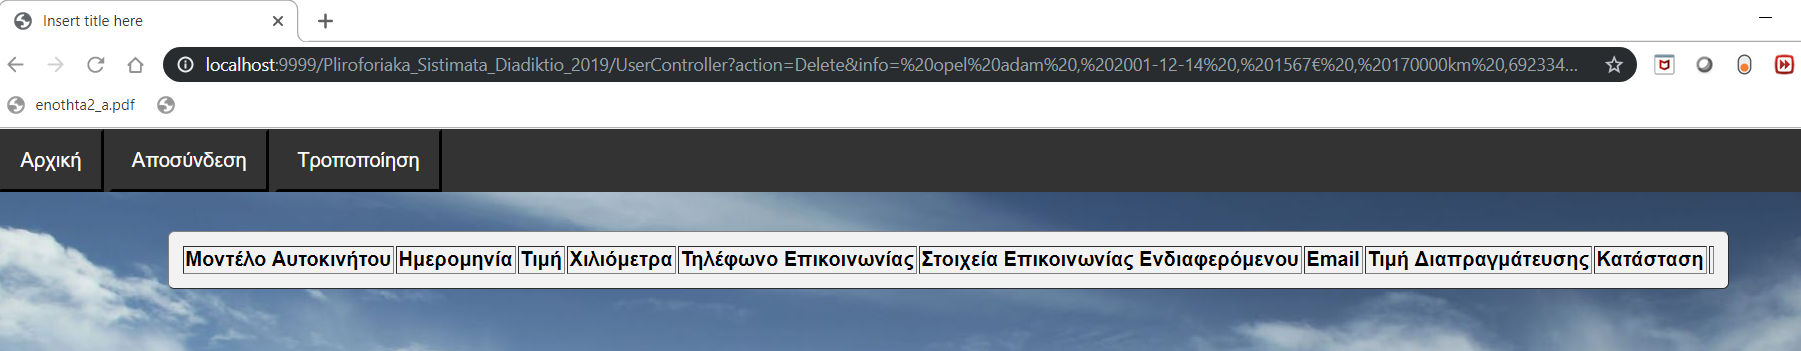 Insert title here
localhost:9999/Pliroforiaka_Sistimata_Diadiktio_2019/UserController?action=Delete&info=%20opel%20adam%20,%202001-12-14%20,%201567€%20,%20170000km%20,692334...
enothta2_a.pdf
Αρχική Αποσύνδεση Τροποποίηση
Μοντέλο Αυτοκινήτου Ημερομηνία Τιμή Χιλιόμετρα Τηλέφωνο Επικοινωνίας Στοιχεία Επικοινωνίας Ενδιαφερόμενου Email Τιμή Διαπραγμάτευσης Κατάσταση